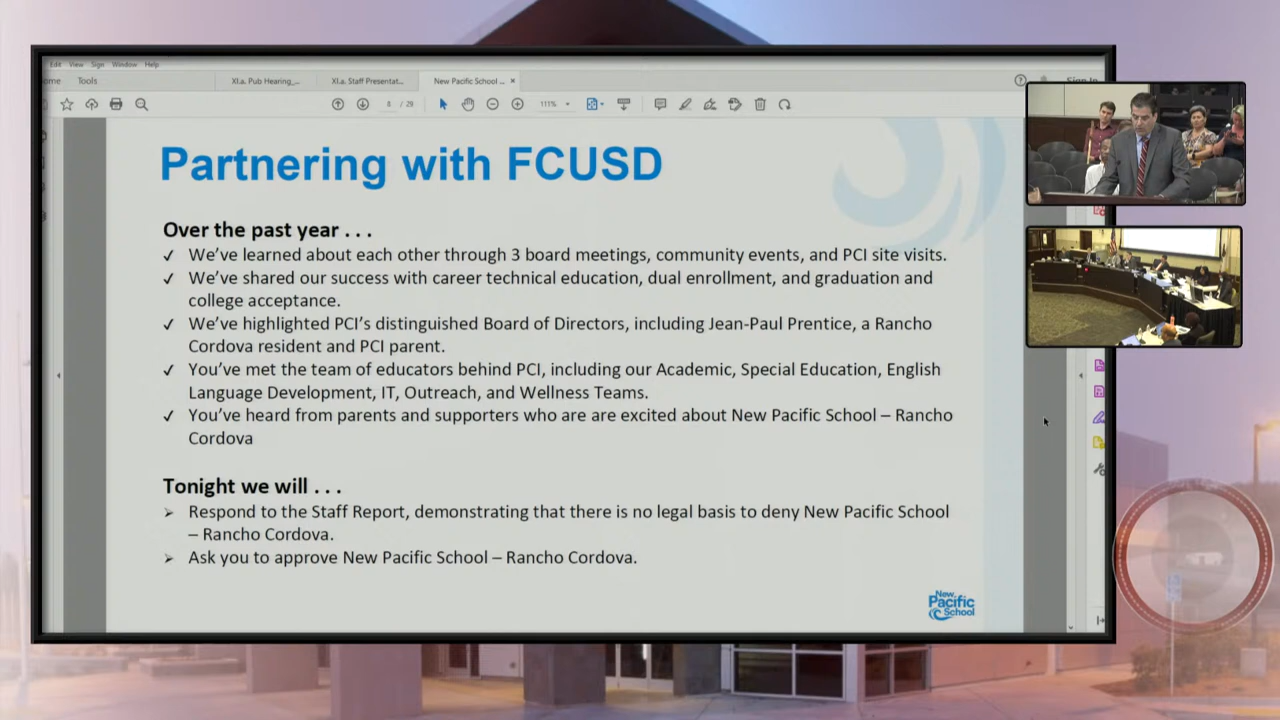 Edit View Sign Window Help
ome Tools XI.a. Pub Hearing_... XI.a. Staff Presentat... New Pacific School ... × Sign In
/ 29 111%
Partnering with FCUSD
Over the past year . . .
✓ We've learned about each other through 3 board meetings, community events, and PCI site visits.
✓ We've shared our success with career technical education, dual enrollment, and graduation and
college acceptance.
✓ We've highlighted PCI's distinguished Board of Directors, including Jean-Paul Prentice, a Rancho
Cordova resident and PCI parent.
✓ You've met the team of educators behind PCI, including our Academic, Special Education, English
Language Development, IT, Outreach, and Wellness Teams.
✓ You've heard from parents and supporters who are are excited about New Pacific School – Rancho
Cordova
Tonight we will . . .
➢ Respond to the Staff Report, demonstrating that there is no legal basis to deny New Pacific School
– Rancho Cordova.
➢ Ask you to approve New Pacific School – Rancho Cordova.
New
Pacific
School